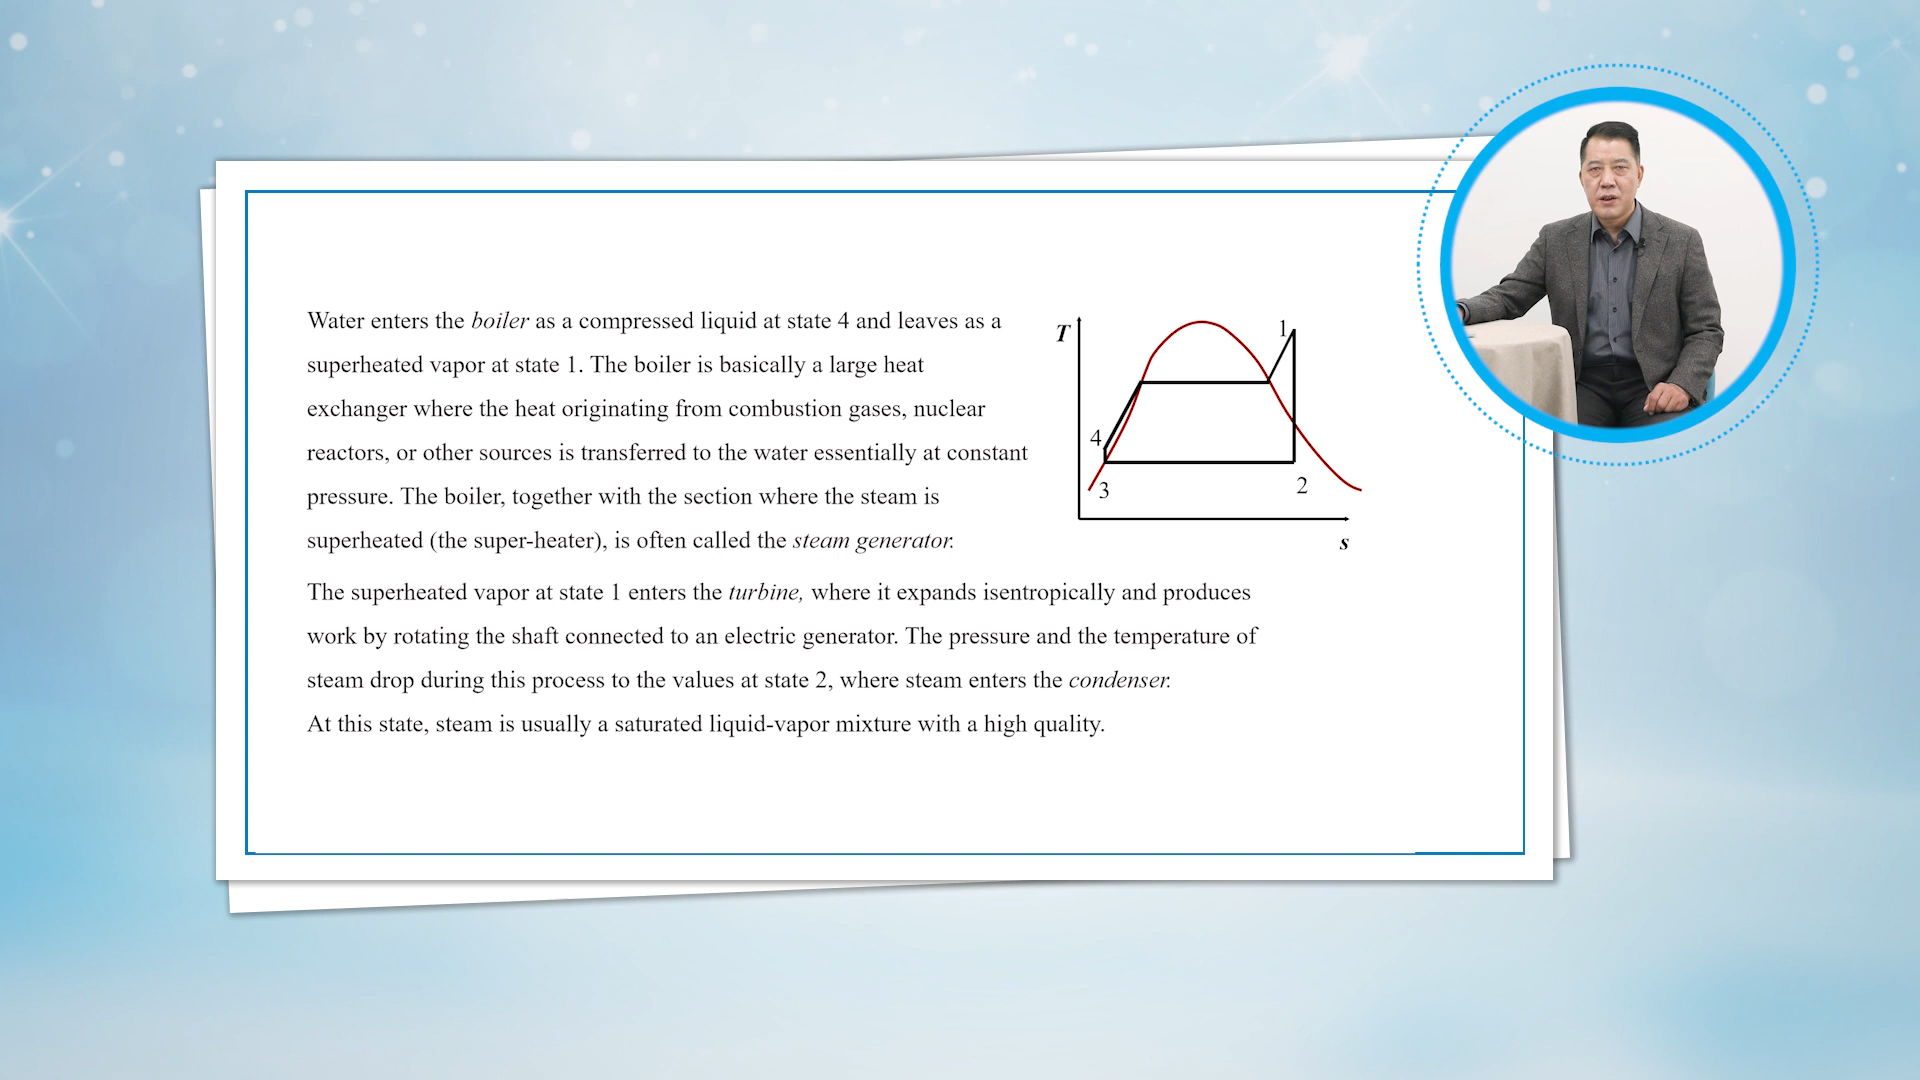 Water enters the boiler as a compressed liquid at state 4 and leaves as a
superheated vapor at state 1. The boiler is basically a large heat
exchanger where the heat originating from combustion gases, nuclear
reactors, or other sources is transferred to the water essentially at constant
pressure. The boiler, together with the section where the steam is
superheated (the super-heater), is often called the steam generator.
T
1
4
3
2
s
The superheated vapor at state 1 enters the turbine, where it expands isentropically and produces
work by rotating the shaft connected to an electric generator. The pressure and the temperature of
steam drop during this process to the values at state 2, where steam enters the condenser.
At this state, steam is usually a saturated liquid-vapor mixture with a high quality.